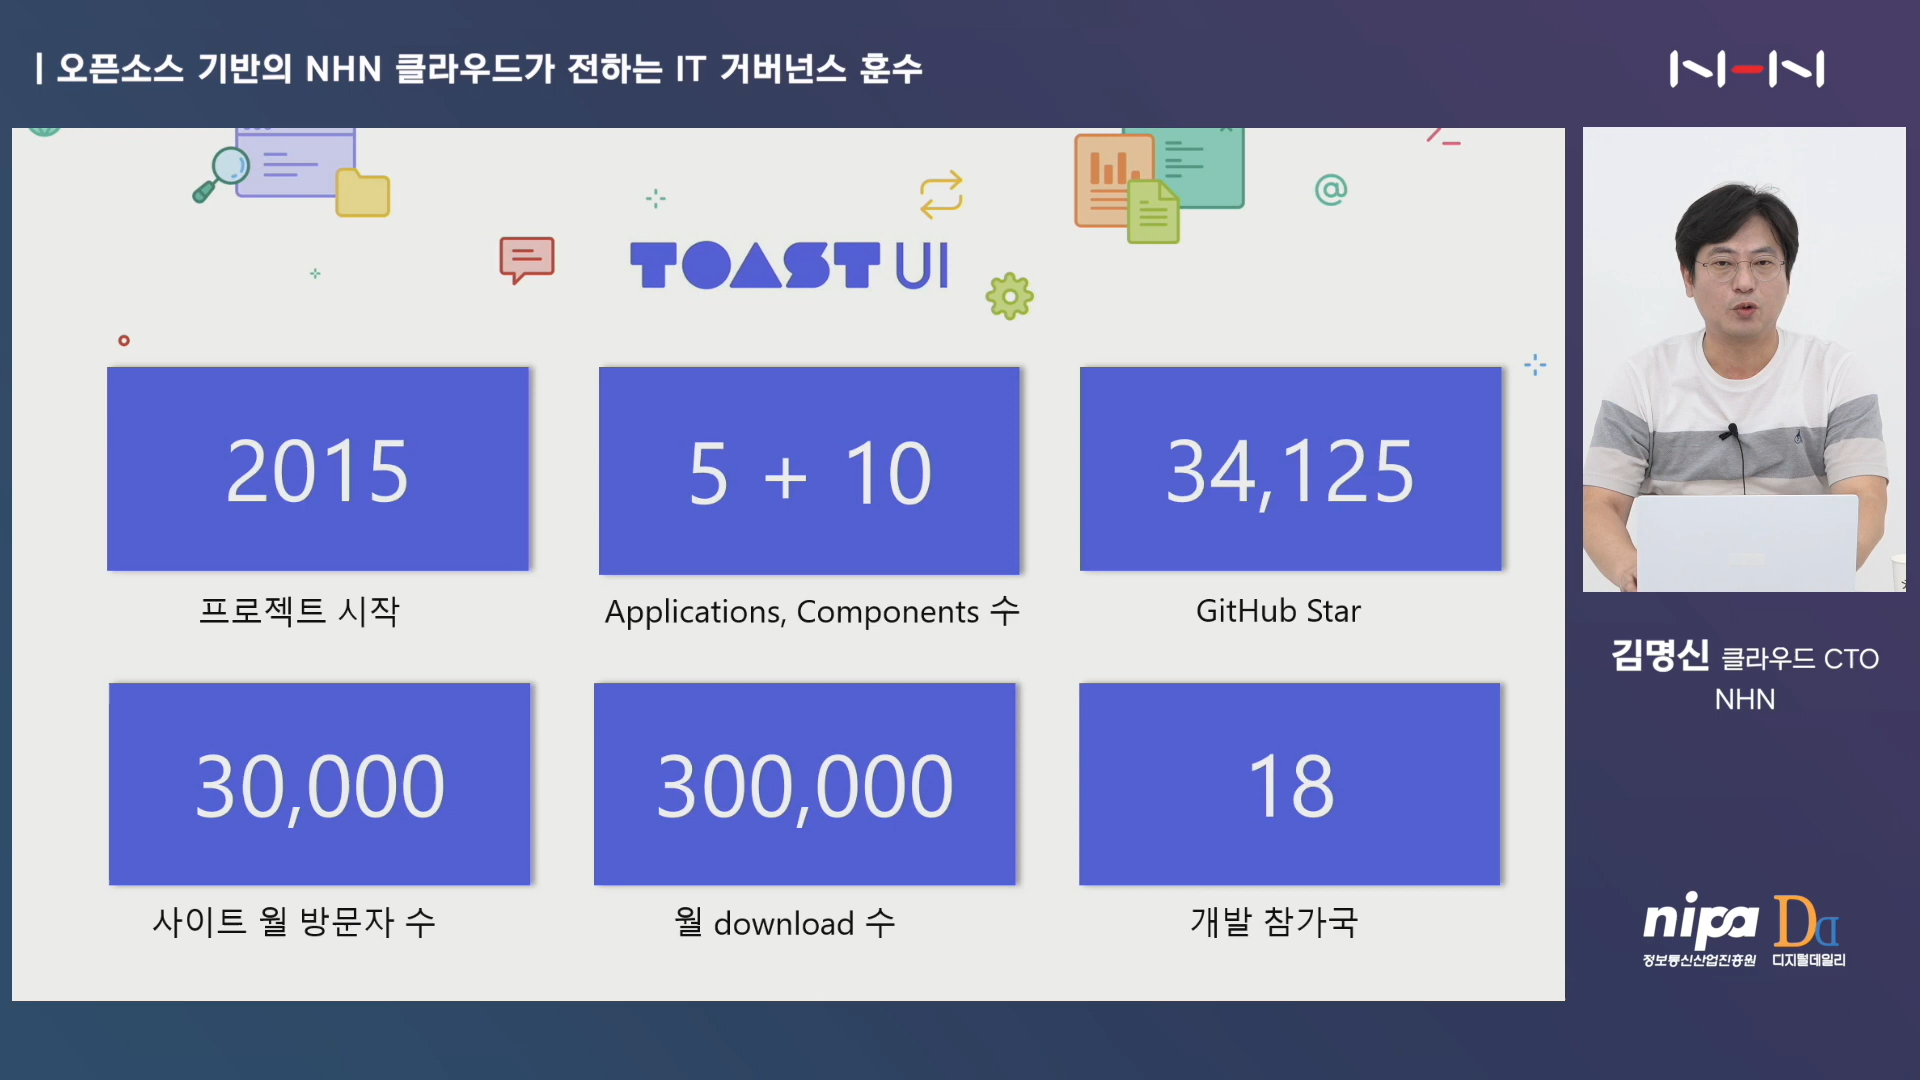 | 오픈소스 기반의 NHN 클라우드가 전하는 IT 거버넌스 훈수
NHN
TOAST UI
2015
프로젝트 시작
5 + 10
Applications, Components 수
34,125
GitHub Star
30,000
사이트 월 방문자 수
300,000
월 download 수
18
개발 참가국
김명신 클라우드 CTO
NHN
nipa
정보통신산업진흥원
DD
디지털데일리